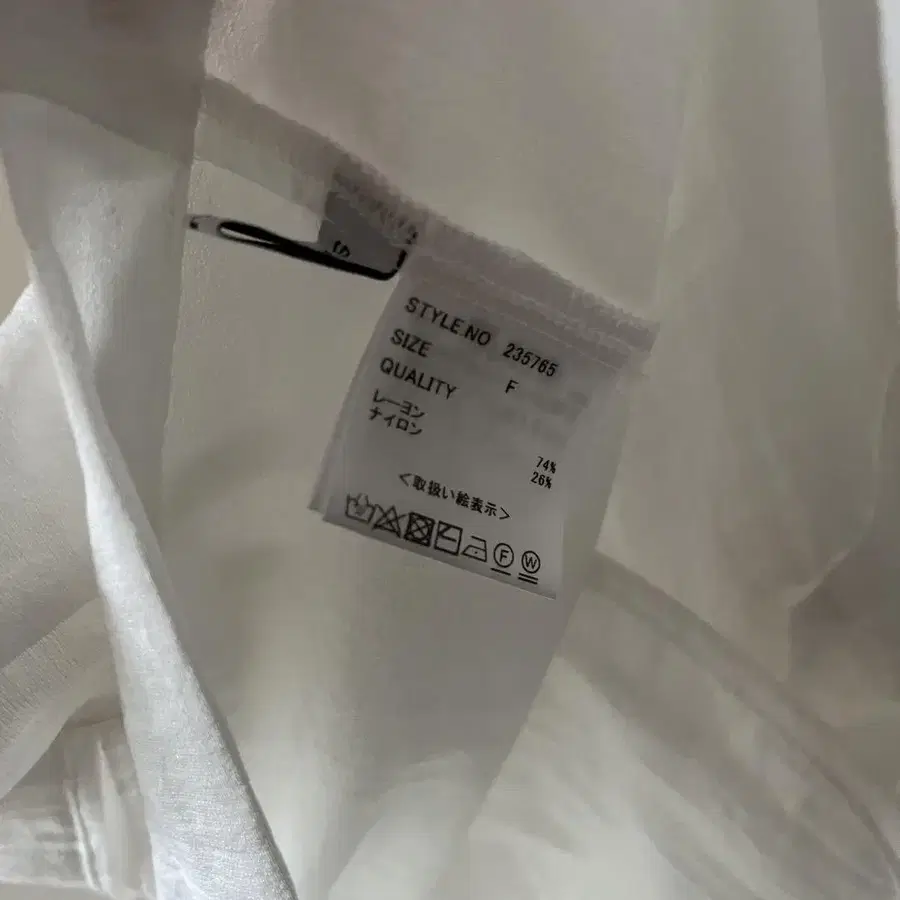 STYLE NO 235765
SIZE F
QUALITY
レーヨン 74%
ナイロン 26%
<取扱い絵表示>
F W